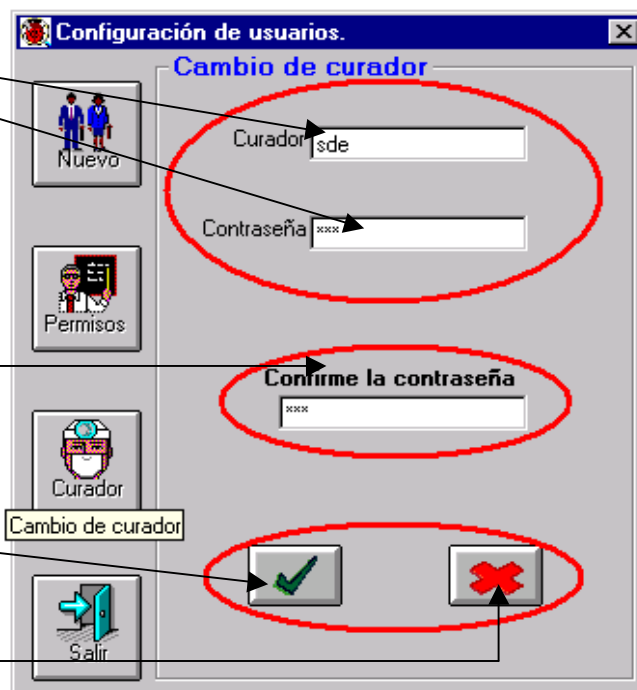 Configuración de usuarios.
Cambio de curador
Nuevo
Curador sde
Contraseña ***
Permisos
Confirme la contraseña
***
Curador
Cambio de curador
Salir